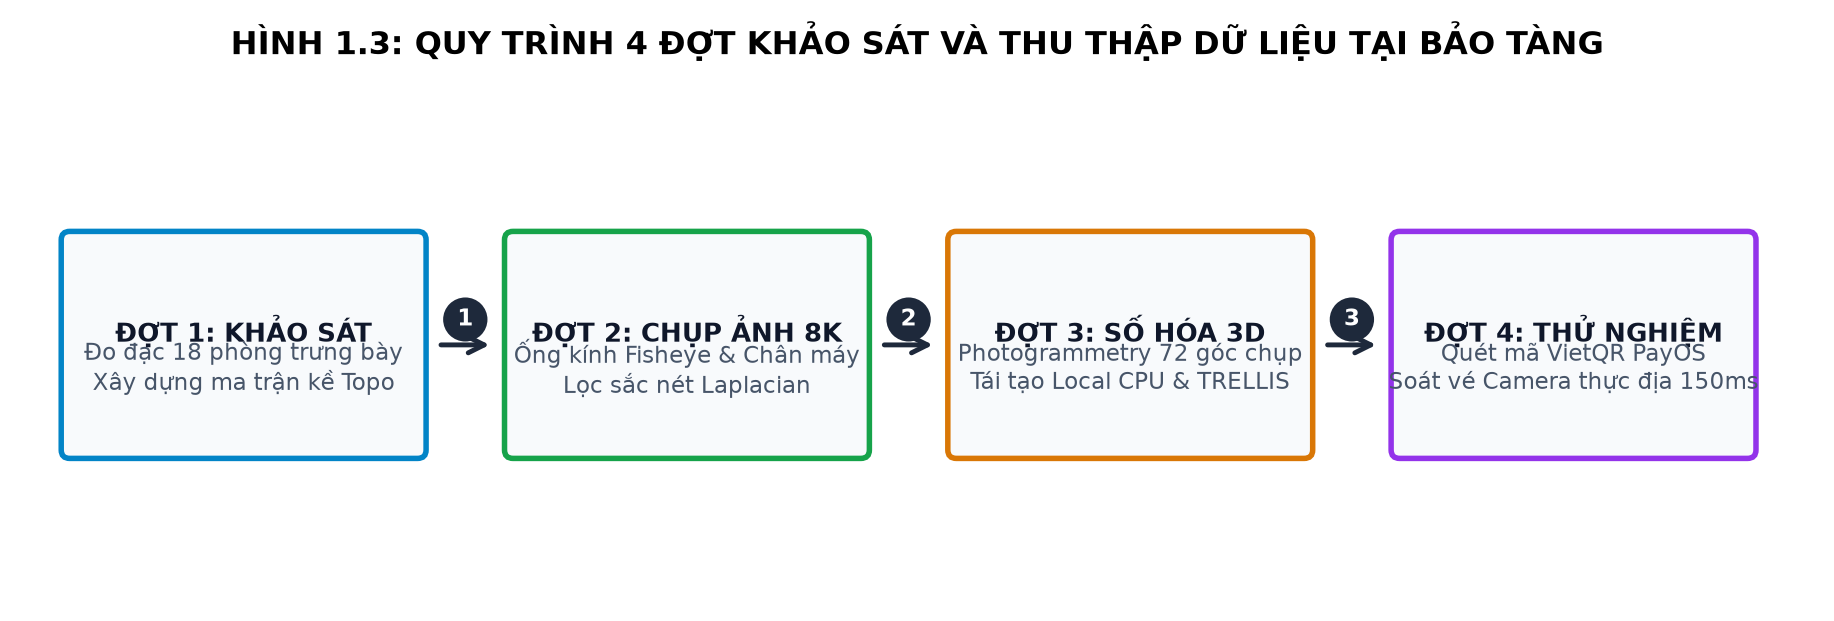 HÌNH 1.3: QUY TRÌNH 4 ĐỢT KHẢO SÁT VÀ THU THẬP DỮ LIỆU TẠI BẢO TÀNG
ĐỢT 1: KHẢO SÁT
Đo đạc 18 phòng trưng bày
Xây dựng ma trận kề Topo
1
ĐỢT 2: CHỤP ẢNH 8K
Ống kính Fisheye & Chân máy
Lọc sắc nét Laplacian
2
ĐỢT 3: SỐ HÓA 3D
Photogrammetry 72 góc chụp
Tái tạo Local CPU & TRELLIS
3
ĐỢT 4: THỬ NGHIỆM
Quét mã VietQR PayOS
Soát vé Camera thực địa 150ms